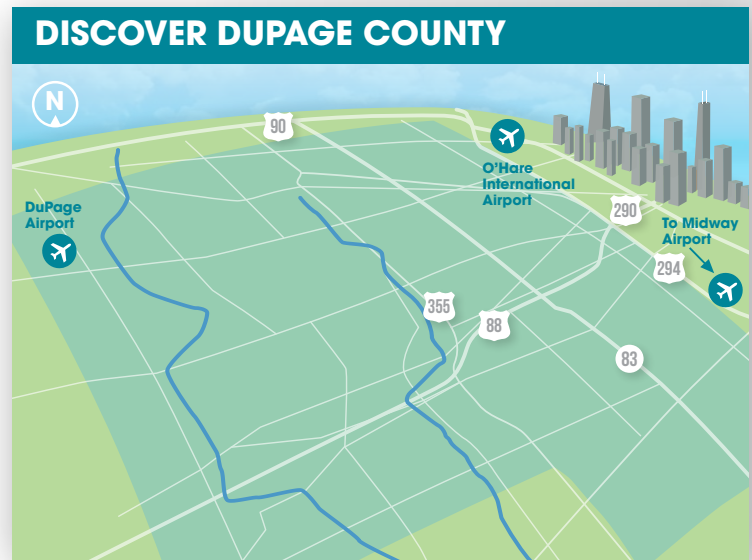 DISCOVER DUPAGE COUNTY
N
90
O'Hare
International
Airport
DuPage
Airport
290
To Midway
Airport
294
355
88
83